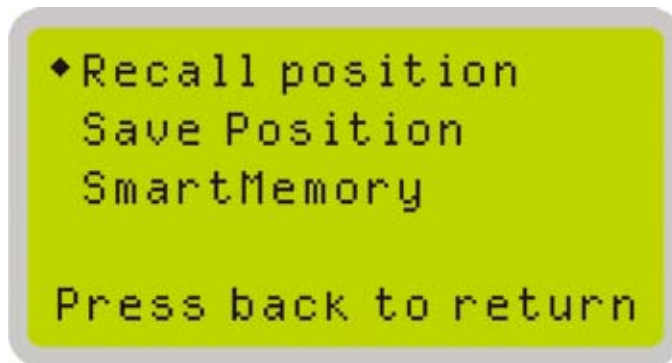 ◆Recall position
Save Position
SmartMemory
Press back to return